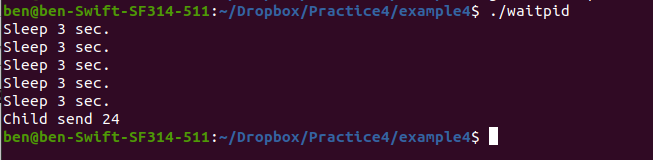 ben@ben-Swift-SF314-511:~/Dropbox/Practice4/example4$ ./waitpid
Sleep 3 sec.
Sleep 3 sec.
Sleep 3 sec.
Sleep 3 sec.
Sleep 3 sec.
Child send 24
ben@ben-Swift-SF314-511:~/Dropbox/Practice4/example4$